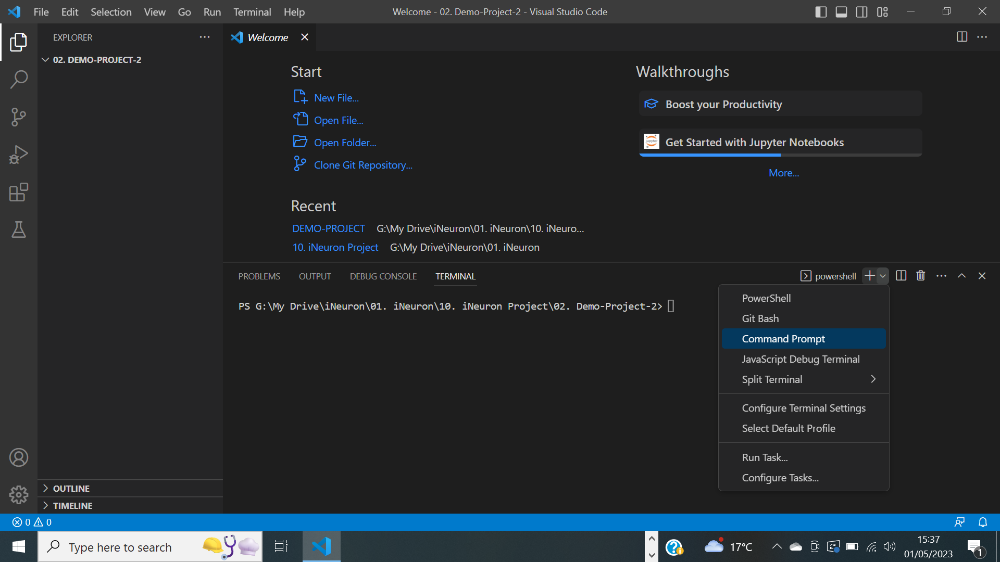 File Edit Selection View Go Run Terminal Help Welcome - 02. Demo-Project-2 - Visual Studio Code
EXPLORER
02. DEMO-PROJECT-2
Welcome
Start
New File...
Open File...
Open Folder...
Clone Git Repository...
Recent
DEMO-PROJECT G:\My Drive\iNeuron\01. iNeuron\10. iNeuro...
10. iNeuron Project G:\My Drive\iNeuron\01. iNeuron
Walkthroughs
Boost your Productivity
jupyter
Get Started with Jupyter Notebooks
More...
PROBLEMS OUTPUT DEBUG CONSOLE TERMINAL powershell
PS G:\My Drive\iNeuron\01. iNeuron\10. iNeuron Project\02. Demo-Project-2>
PowerShell
Git Bash
Command Prompt
JavaScript Debug Terminal
Split Terminal
Configure Terminal Settings
Select Default Profile
Run Task...
Configure Tasks...
OUTLINE
TIMELINE
0 0
Type here to search
17°C
15:37
01/05/2023
1